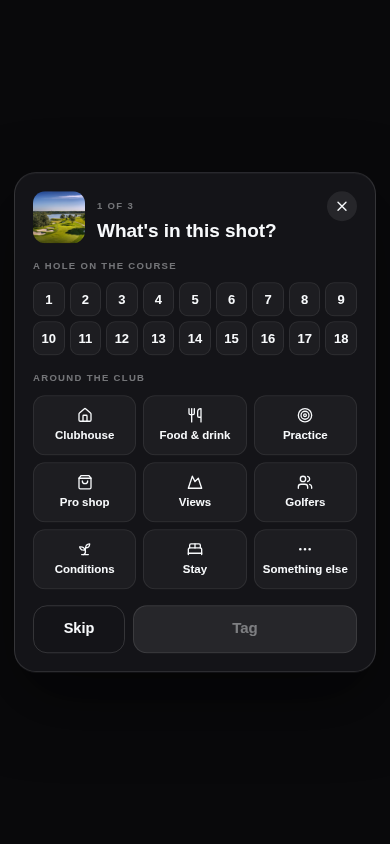 1 OF 3
What's in this shot?
A HOLE ON THE COURSE
1 2 3 4 5 6 7 8 9
10 11 12 13 14 15 16 17 18
AROUND THE CLUB
Clubhouse Food & drink Practice
Pro shop Views Golfers
Conditions Stay Something else
Skip Tag